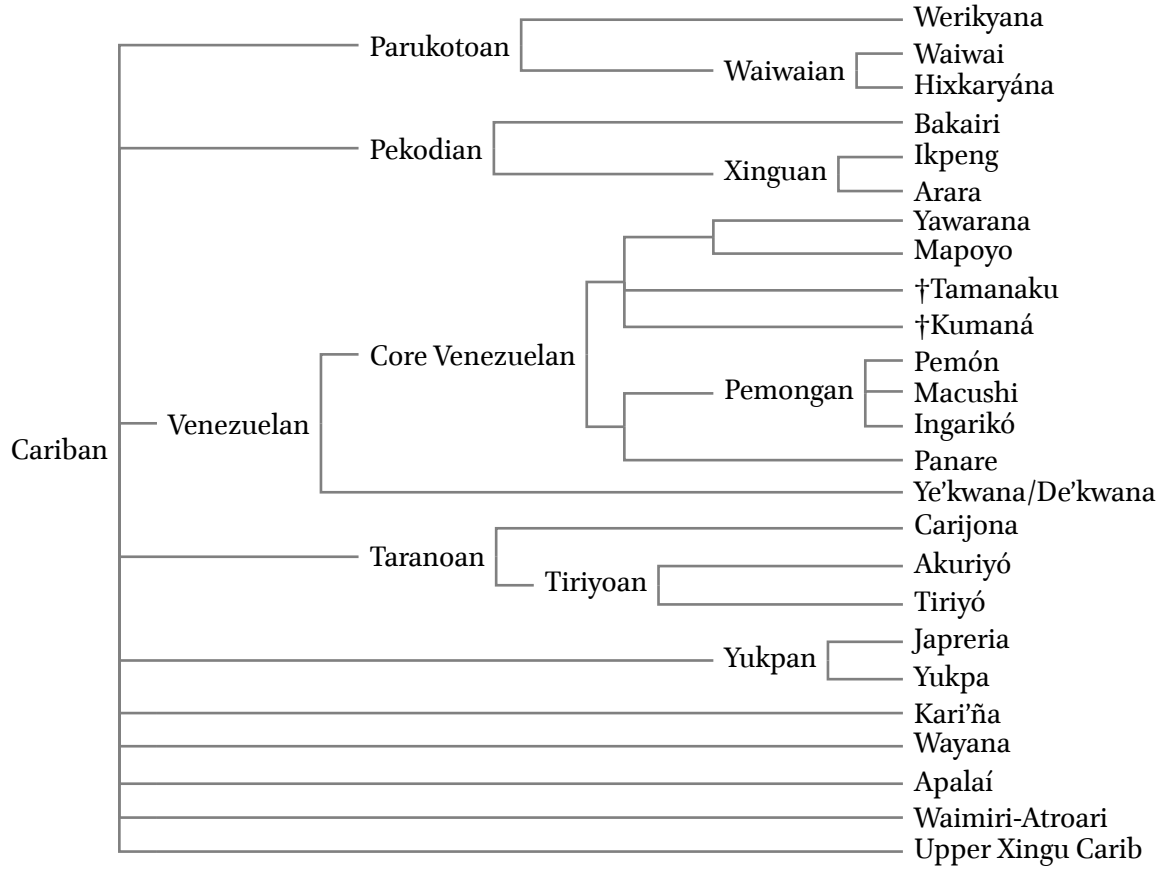 Werikyana
Parukotoan
Waiwai
Waiwaian
Hixkaryána
Bakairi
Pekodian
Ikpeng
Xinguan
Arara
Yawarana
Mapoyo
†Tamanaku
†Kumaná
Core Venezuelan
Pemón
Pemongan
Macushi
Ingarikó
Venezuelan
Cariban
Panare
Ye’kwana/De’kwana
Carijona
Taranoan
Akuriyó
Tiriyoan
Tiriyó
Japreria
Yukpan
Yukpa
Kari’ña
Wayana
Apalaí
Waimiri-Atroari
Upper Xingu Carib